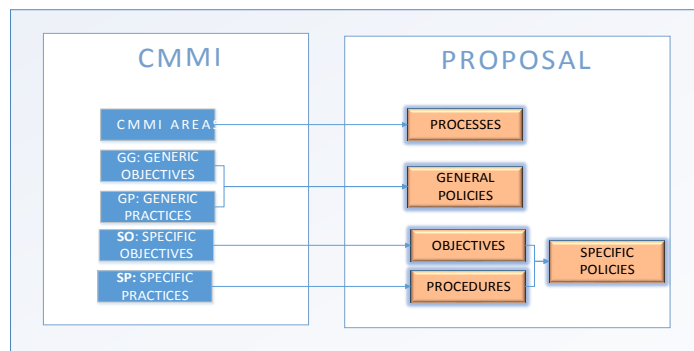 CMMI
PROPOSAL
CMMI AREAS
PROCESSES
GG: GENERIC
OBJECTIVES
GENERAL
POLICIES
GP: GENERIC
PRACTICES
SO: SPECIFIC
OBJECTIVES
OBJECTIVES
SPECIFIC
POLICIES
SP: SPECIFIC
PRACTICES
PROCEDURES